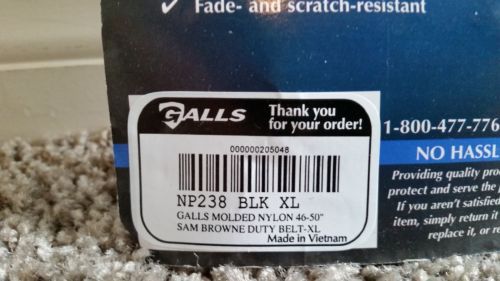 ✓ Fade- and scratch-resistant
GALLS
Thank you
for your order!
000000205048
NP238 BLK XL
GALLS MOLDED NYLON 46-50"
SAM BROWNE DUTY BELT-XL
Made in Vietnam
1-800-477-776
NO HASSL
Providing quality pro
protect and serve the
If you aren't satisfied
item, simply return it
replace it, or